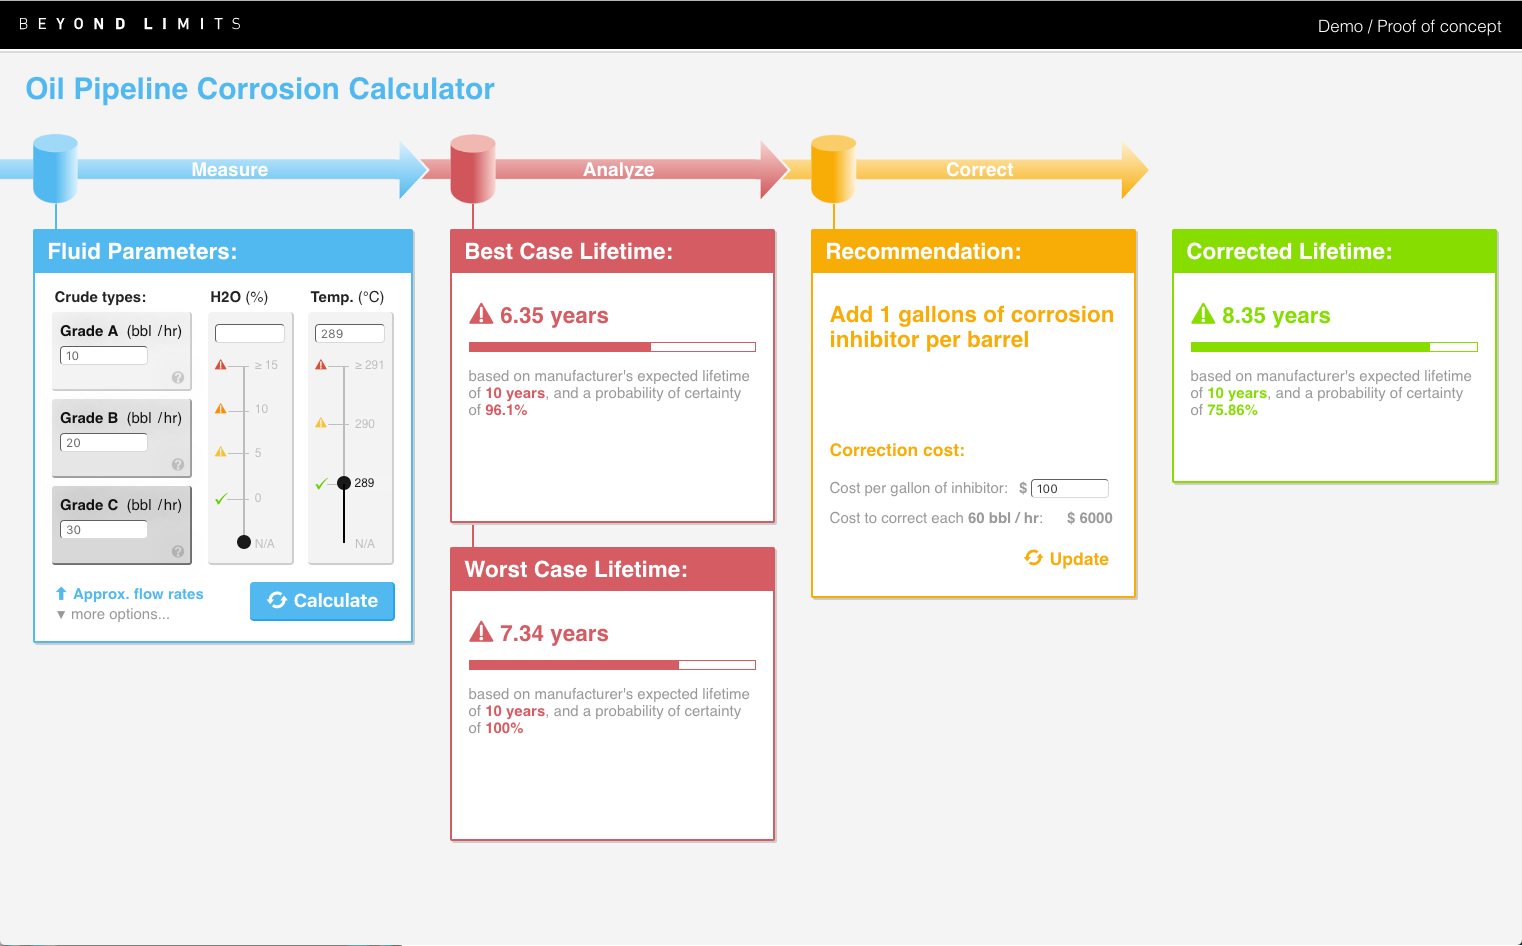 BEYOND LIMITS
Demo / Proof of concept
Oil Pipeline Corrosion Calculator
Measure
Analyze
Correct
Fluid Parameters:
Crude types:
H2O (%)
Temp. (°C)
Grade A (bbl /hr)
10
?
Grade B (bbl /hr)
20
?
Grade C (bbl /hr)
30
?
≥ 15
10
5
0
N/A
289
≥ 291
290
289
N/A
Approx. flow rates
▼ more options...
Calculate
Best Case Lifetime:
6.35 years
based on manufacturer's expected lifetime
of 10 years, and a probability of certainty
of 96.1%
Worst Case Lifetime:
7.34 years
based on manufacturer's expected lifetime
of 10 years, and a probability of certainty
of 100%
Recommendation:
Add 1 gallons of corrosion
inhibitor per barrel
Correction cost:
Cost per gallon of inhibitor: $ 100
Cost to correct each 60 bbl / hr: $ 6000
Update
Corrected Lifetime:
8.35 years
based on manufacturer's expected lifetime
of 10 years, and a probability of certainty
of 75.86%